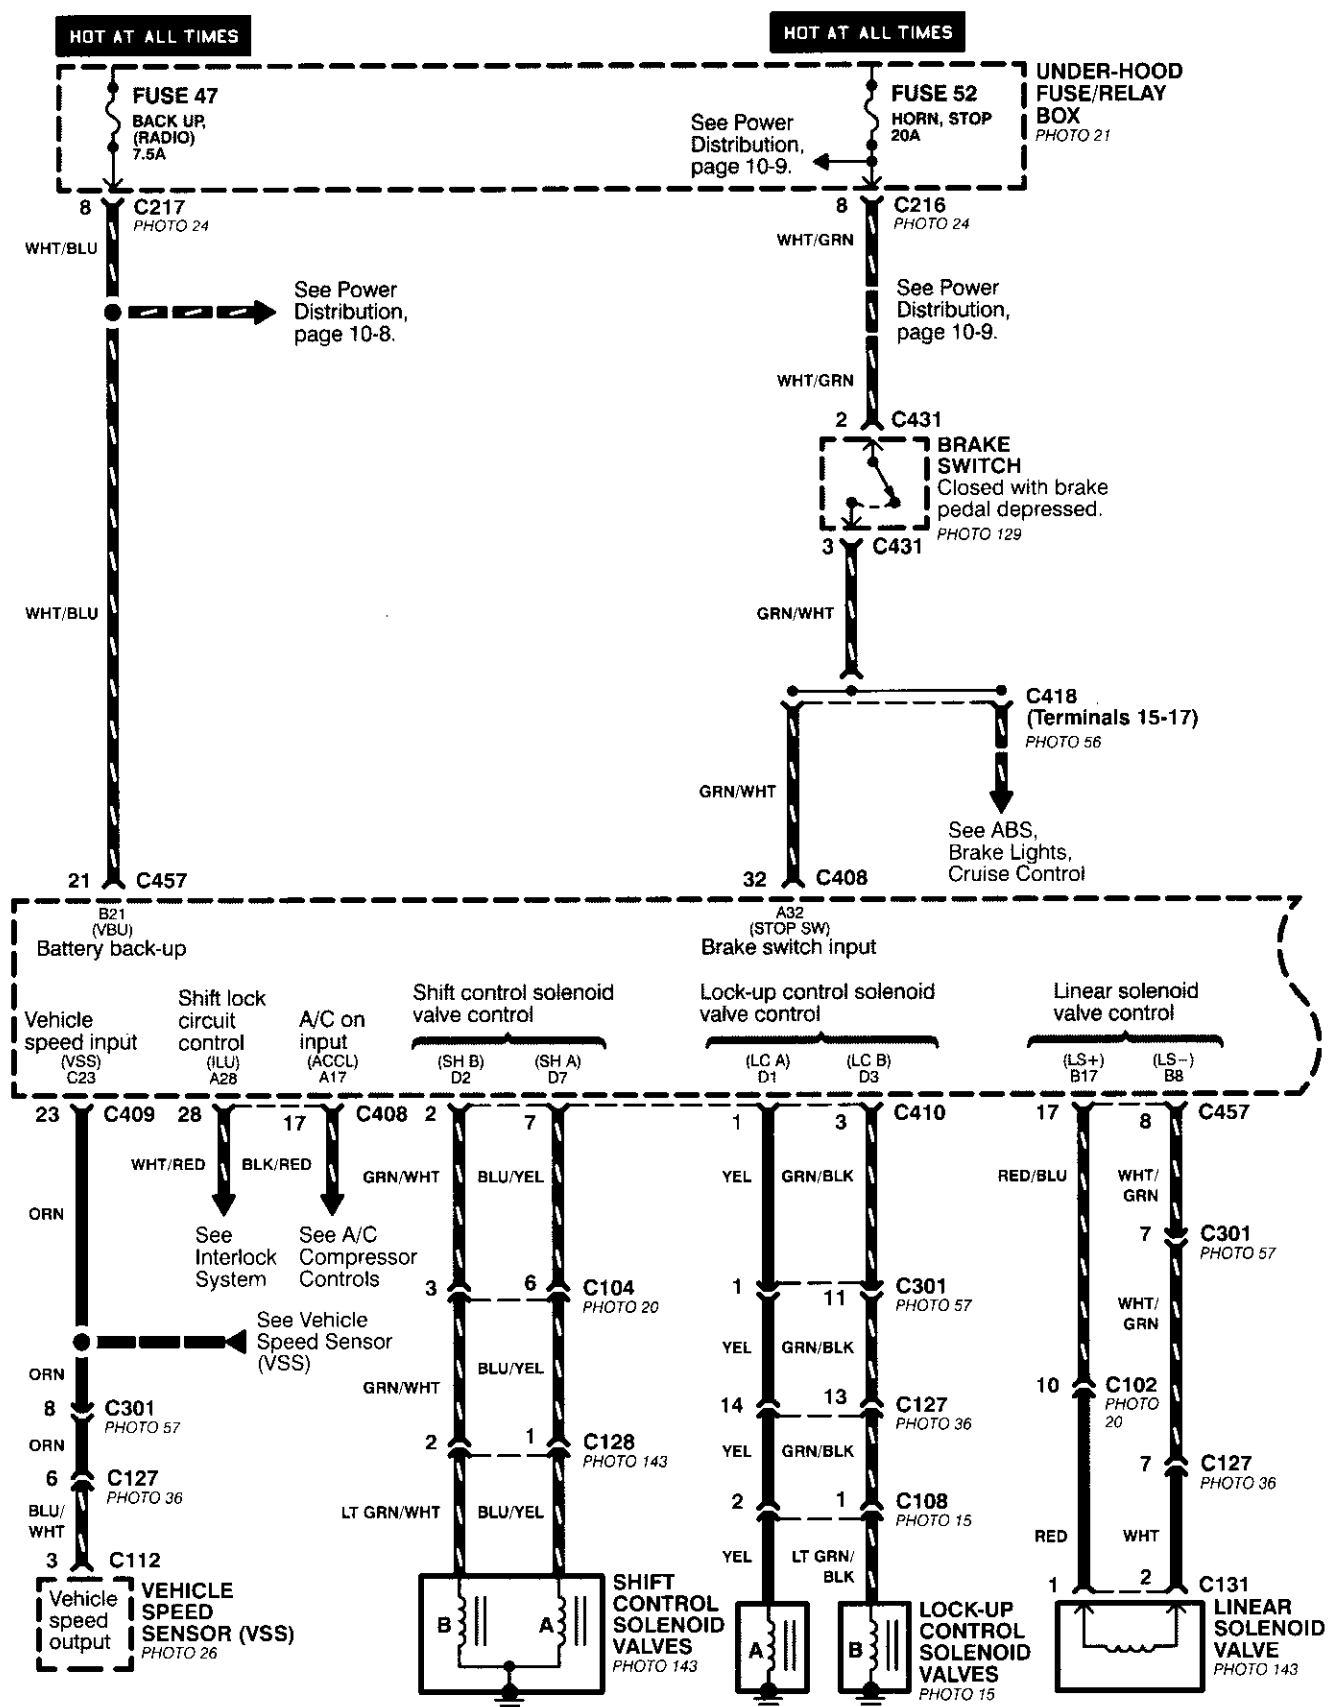 HOT AT ALL TIMES
HOT AT ALL TIMES
FUSE 47
BACK UP,
(RADIO)
7.5A
See Power
Distribution,
page 10-9.
FUSE 52
HORN, STOP
20A
UNDER-HOOD
FUSE/RELAY
BOX
PHOTO 21
8
C217
PHOTO 24
8
C216
PHOTO 24
WHT/BLU
WHT/GRN
See Power
Distribution,
page 10-8.
See Power
Distribution,
page 10-9.
WHT/GRN
2
C431
BRAKE
SWITCH
Closed with brake
pedal depressed.
PHOTO 129
3
C431
WHT/BLU
GRN/WHT
C418
(Terminals 15-17)
PHOTO 56
GRN/WHT
See ABS,
Brake Lights,
Cruise Control
21
C457
32
C408
B21
(VBU)
Battery back-up
A32
(STOP SW)
Brake switch input
Vehicle
speed input
(VSS)
C23
Shift lock
circuit
control
(ILU)
A28
A/C on
input
(ACCL)
A17
Shift control solenoid
valve control
(SH B)
D2
(SH A)
D7
Lock-up control solenoid
valve control
(LC A)
D1
(LC B)
D3
Linear solenoid
valve control
(LS+)
B17
(LS−)
B8
23
C409
28
17
C408
2
7
1
3
C410
17
8
C457
WHT/RED
BLK/RED
GRN/WHT
BLU/YEL
YEL
GRN/BLK
RED/BLU
WHT/
GRN
ORN
See
Interlock
System
See A/C
Compressor
Controls
7
C301
PHOTO 57
3
6
C104
PHOTO 20
1
11
C301
PHOTO 57
See Vehicle
Speed Sensor
(VSS)
WHT/
GRN
ORN
GRN/WHT
BLU/YEL
YEL
GRN/BLK
10
C102
PHOTO
20
8
C301
PHOTO 57
14
13
C127
PHOTO 36
ORN
2
1
C128
PHOTO 143
YEL
GRN/BLK
7
C127
PHOTO 36
6
C127
PHOTO 36
BLU/
WHT
LT GRN/WHT
BLU/YEL
2
1
C108
PHOTO 15
RED
WHT
3
C112
YEL
LT GRN/
BLK
1
2
C131
Vehicle
speed
output
VEHICLE
SPEED
SENSOR (VSS)
PHOTO 26
B
A
SHIFT
CONTROL
SOLENOID
VALVES
PHOTO 143
A
B
LOCK-UP
CONTROL
SOLENOID
VALVES
PHOTO 15
LINEAR
SOLENOID
VALVE
PHOTO 143